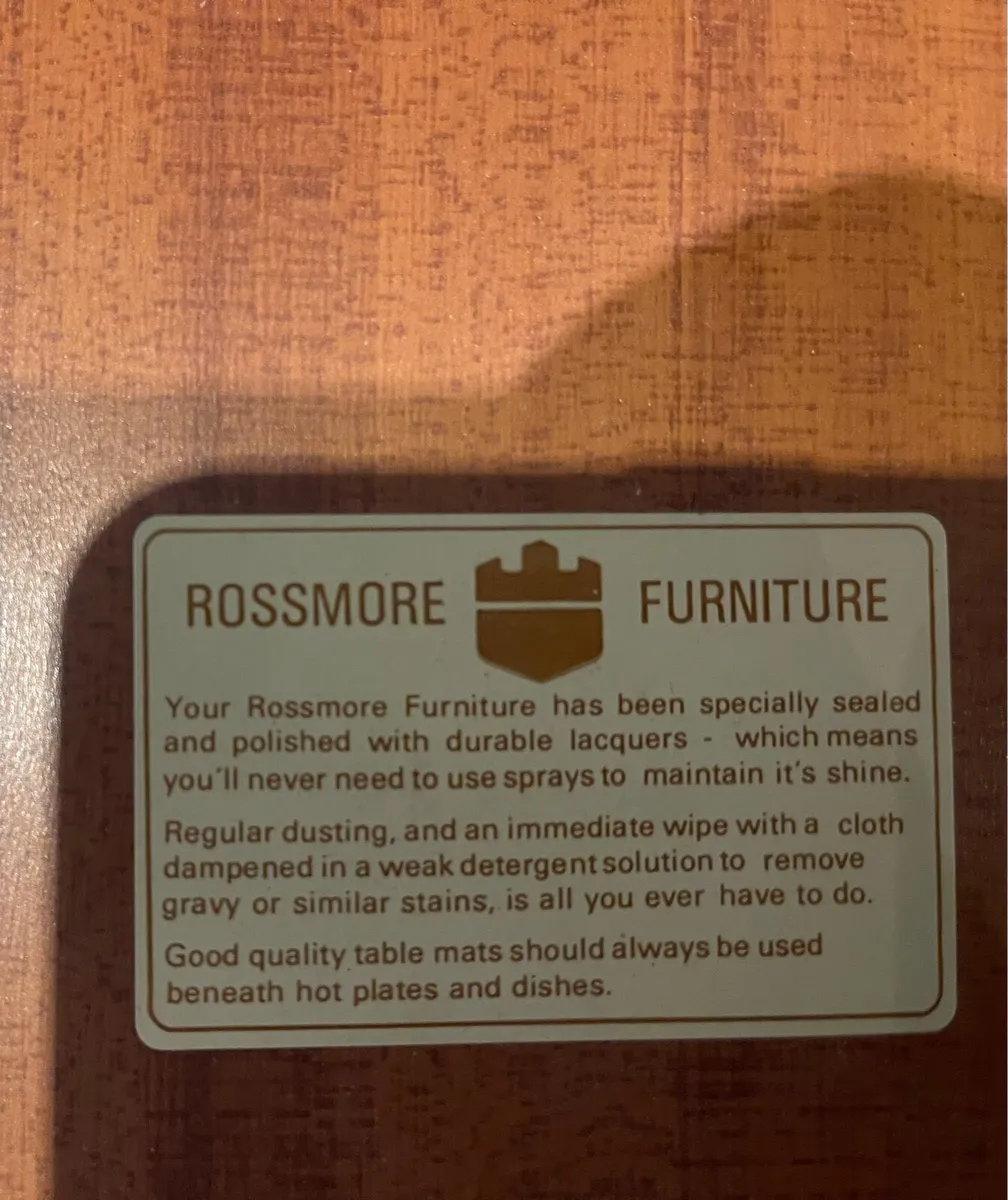 ROSSMORE FURNITURE
Your Rossmore Furniture has been specially sealed
and polished with durable lacquers - which means
you'll never need to use sprays to maintain it's shine.
Regular dusting, and an immediate wipe with a cloth
dampened in a weak detergent solution to remove
gravy or similar stains, is all you ever have to do.
Good quality table mats should always be used
beneath hot plates and dishes.